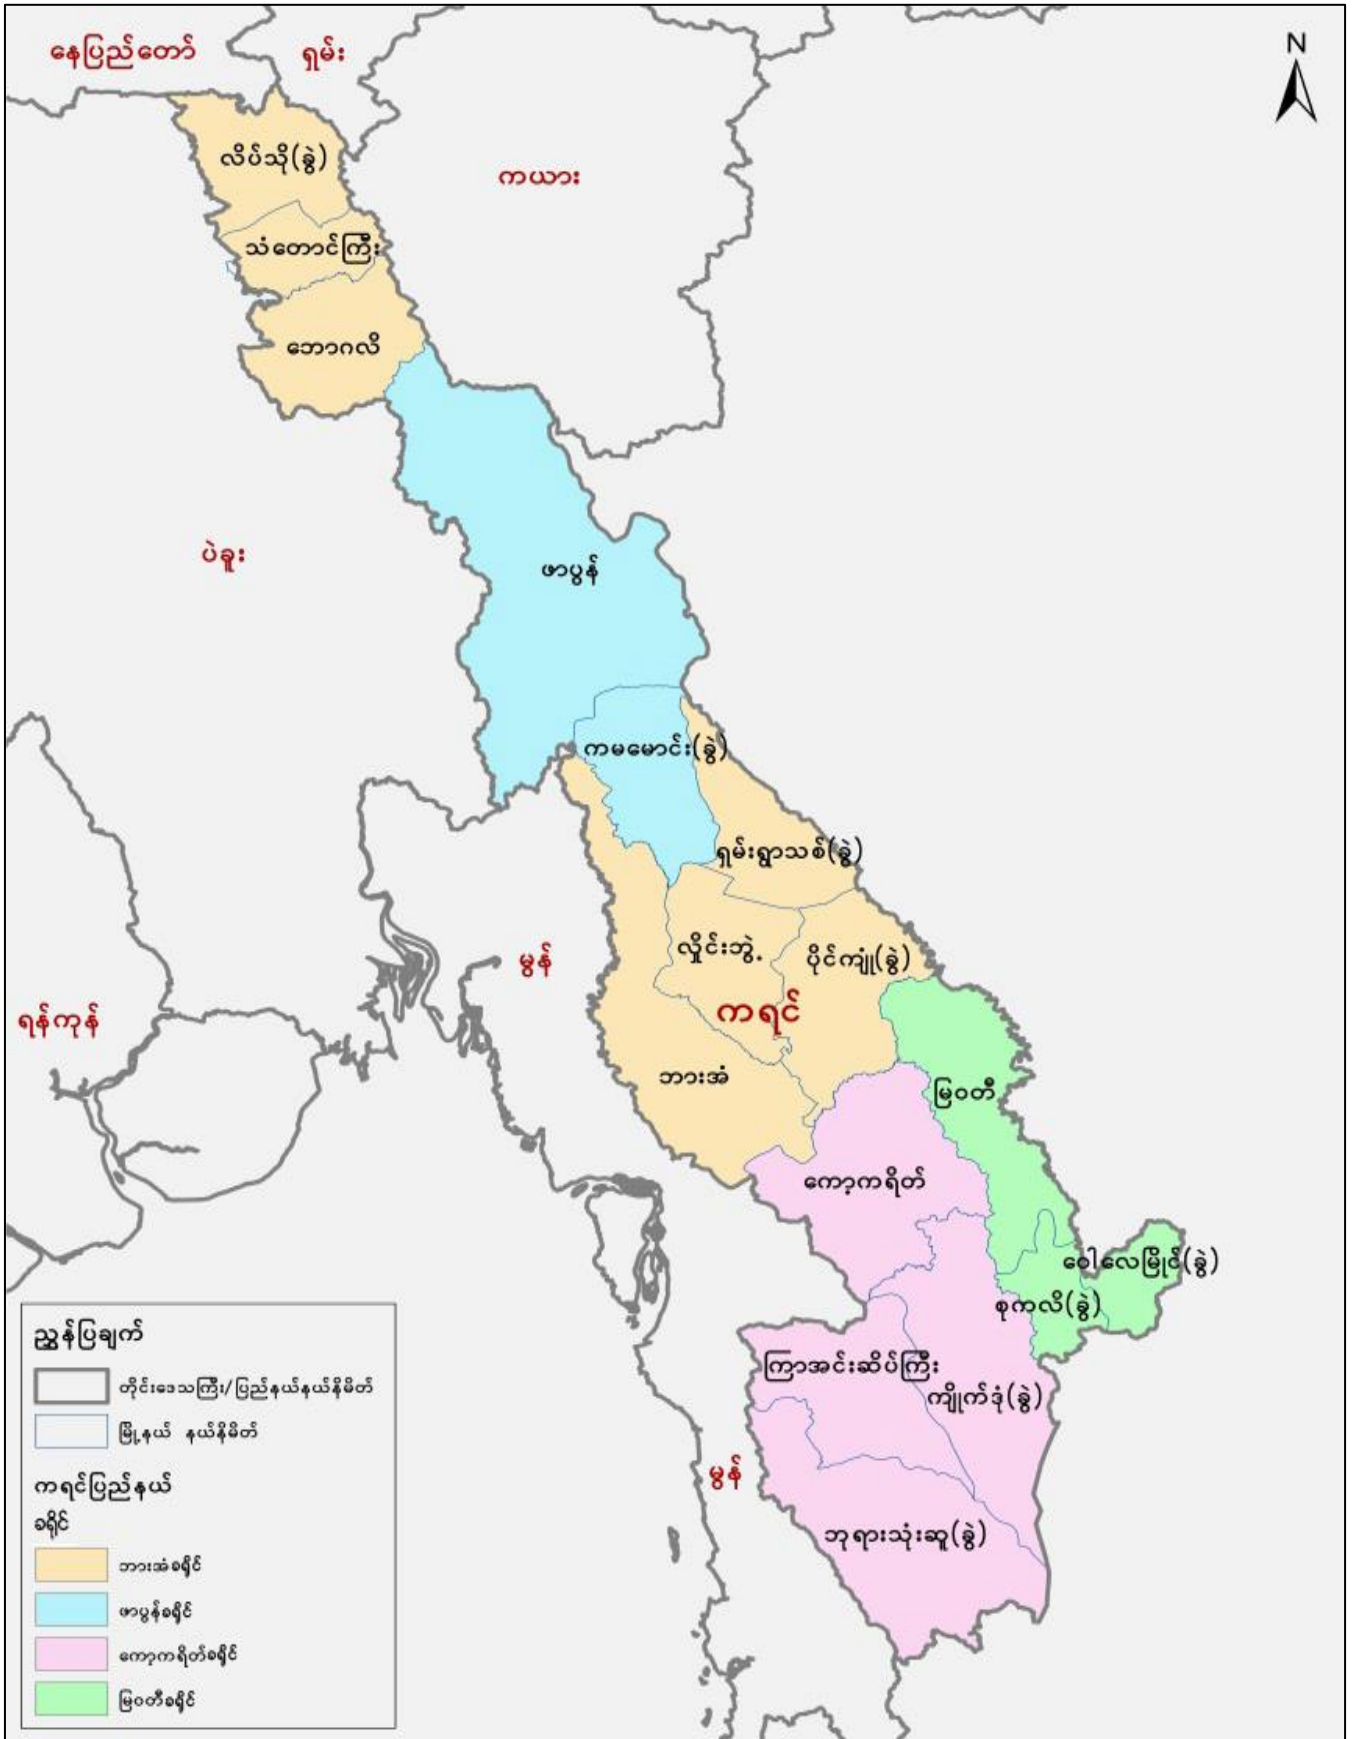 နေပြည်တော်
ရှမ်း
N
လိပ်သို(ခွဲ)
ကယား
သံတောင်ကြီး
ဘောဂလိ
ပဲခူး
ဖာပွန်
ကမမောင်း(ခွဲ)
ရှမ်းရွာသစ်(ခွဲ)
လှိုင်းဘွဲ့
ပိုင်ကျုံ(ခွဲ)
မွန်
ကရင်
ရန်ကုန်
ဘားအံ
မြဝတီ
ကော့ကရိတ်
ဝေါလေမြိုင်(ခွဲ)
စုကလိ(ခွဲ)
ကြာအင်းဆိပ်ကြီး
ကျိုက်ဒုံ(ခွဲ)
မွန်
ဘုရားသုံးဆူ(ခွဲ)
ညွှန်ပြချက်
တိုင်းဒေသကြီး/ပြည်နယ်နယ်နိမိတ်
မြို့နယ် နယ်နိမိတ်
ကရင်ပြည်နယ်
ခရိုင်
ဘားအံခရိုင်
ဖာပွန်ခရိုင်
ကော့ကရိတ်ခရိုင်
မြဝတီခရိုင်